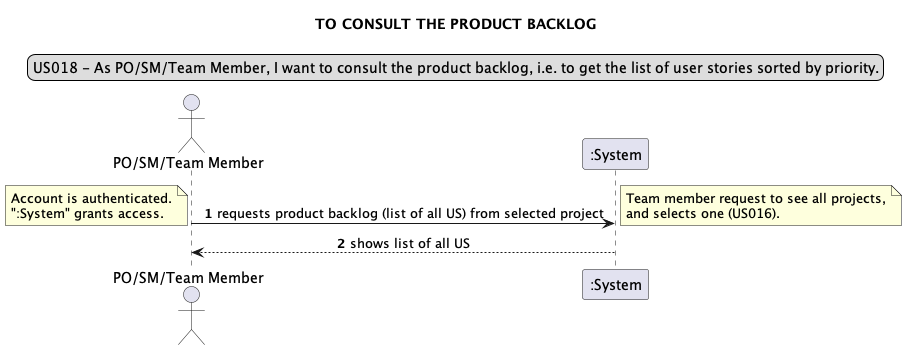 TO CONSULT THE PRODUCT BACKLOG
US018 - As PO/SM/Team Member, I want to consult the product backlog, i.e. to get the list of user stories sorted by priority.
PO/SM/Team Member
:System
Account is authenticated.
":System" grants access.
1 requests product backlog (list of all US) from selected project
Team member request to see all projects,
and selects one (US016).
2 shows list of all US
PO/SM/Team Member
:System